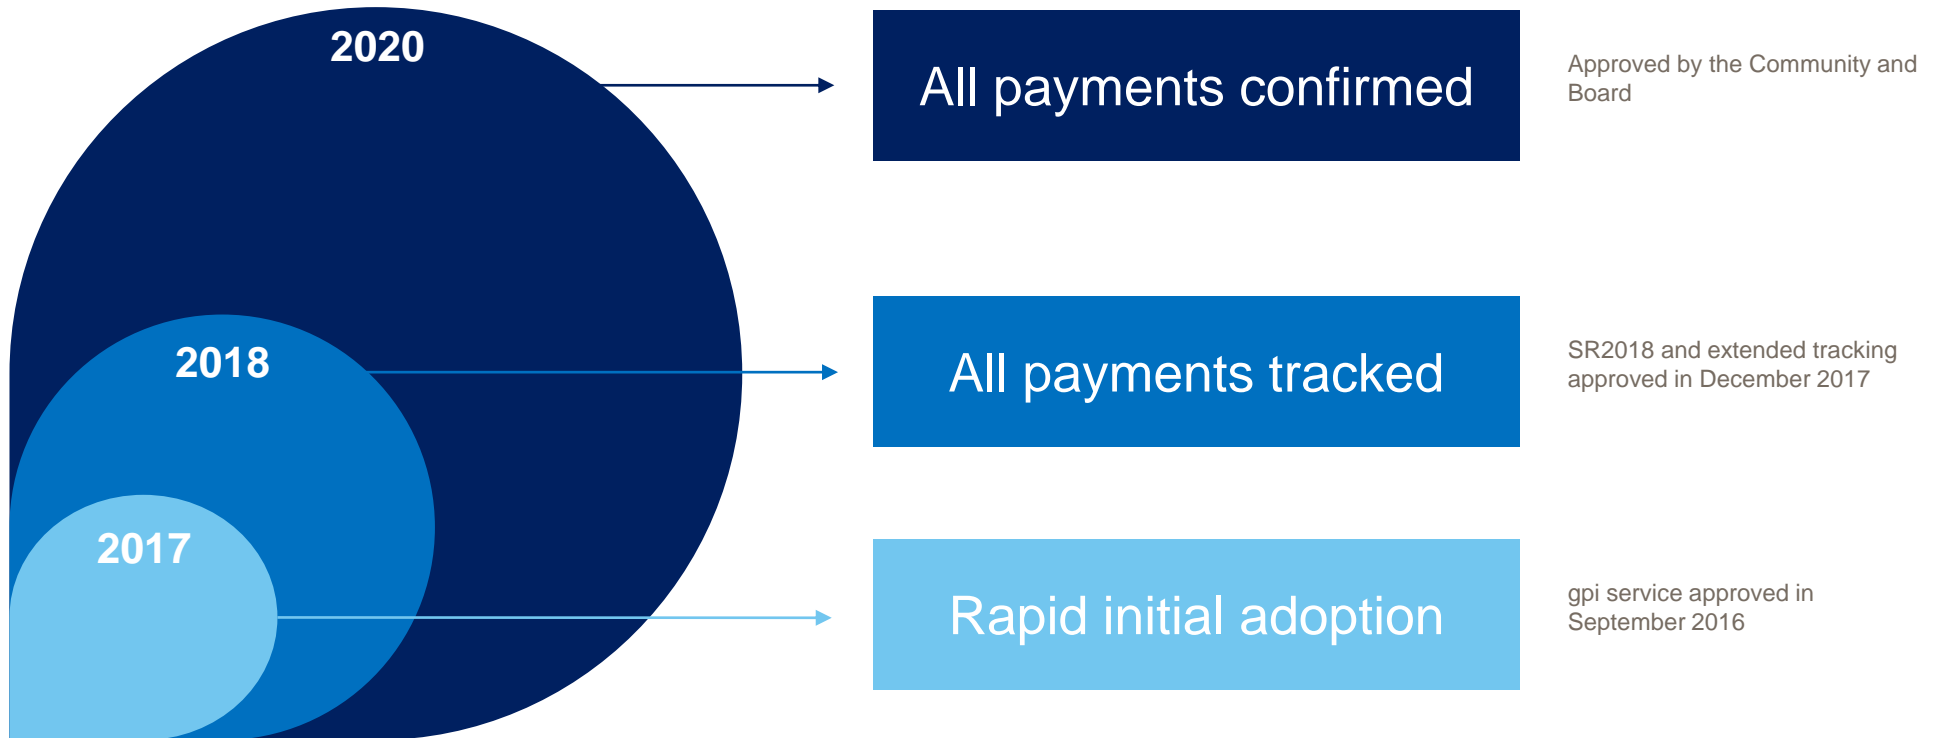 2020
All payments confirmed
Approved by the Community and
Board
2018
All payments tracked
SR2018 and extended tracking
approved in December 2017
2017
Rapid initial adoption
gpi service approved in
September 2016